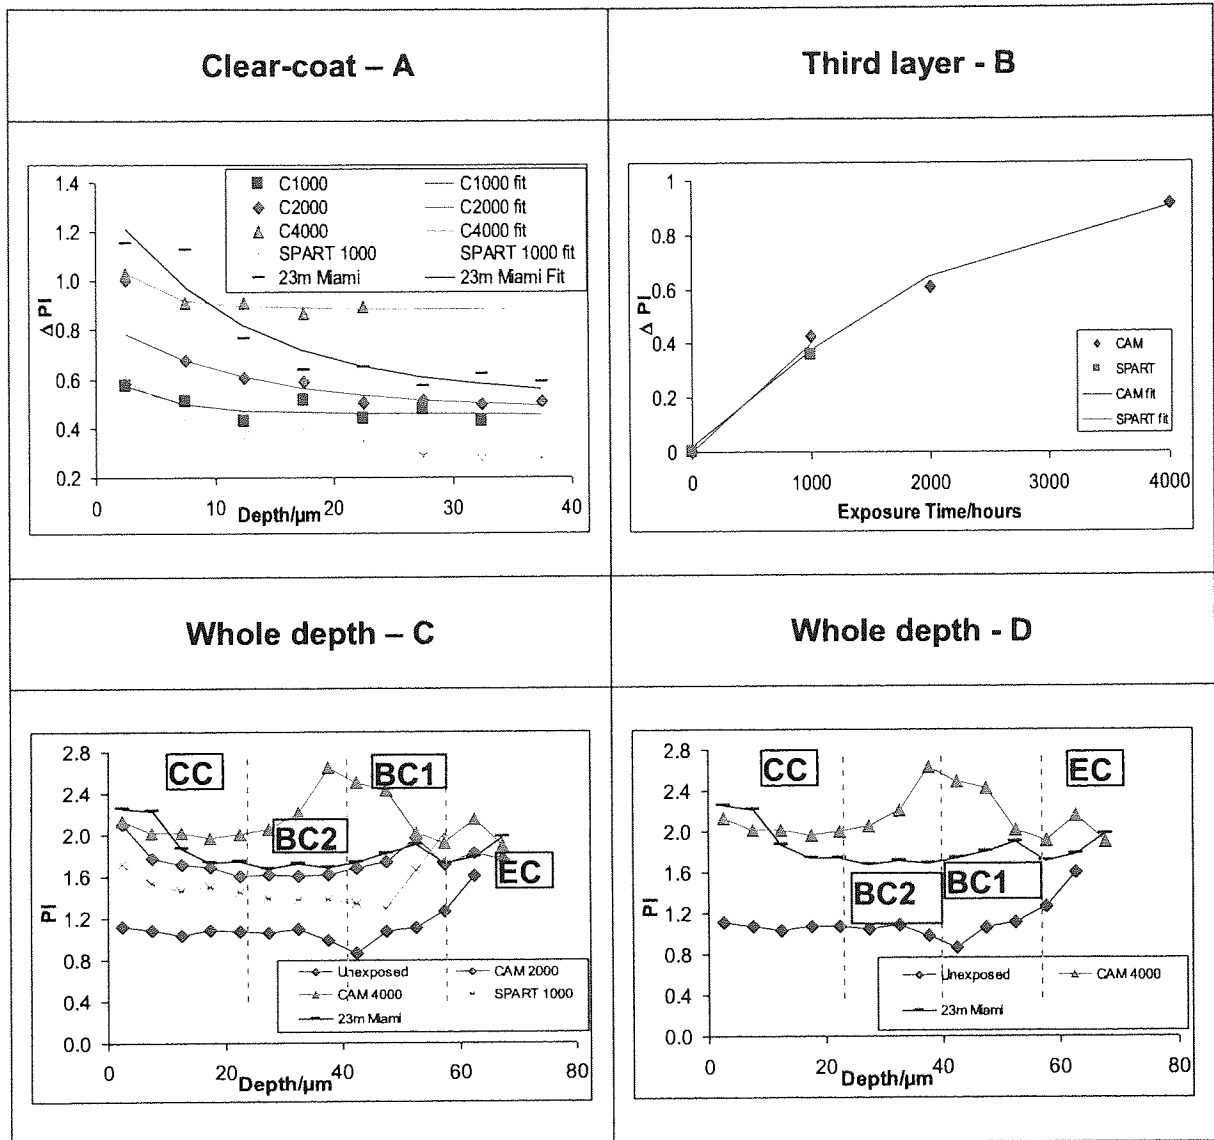 Clear-coat – A
Third layer - B
Δ PI
1.4
1.2
1.0
0.8
0.6
0.4
0.2
0
10
20
30
40
Depth/µm
C1000
C1000 fit
C2000
C2000 fit
C4000
C4000 fit
SPART 1000
SPART 1000 fit
23m Miami
23m Miami Fit
Δ PI
1
0.8
0.6
0.4
0.2
0
0
1000
2000
3000
4000
Exposure Time/hours
CAM
SPART
CAM fit
SPART fit
Whole depth – C
Whole depth - D
PI
2.8
2.4
2.0
1.6
1.2
0.8
0.4
0.0
0
20
40
60
80
Depth/µm
CC
BC2
BC1
EC
Unexposed
CAM 2000
CAM 4000
SPART 1000
23m Miami
PI
2.8
2.4
2.0
1.6
1.2
0.8
0.4
0.0
0
20
40
60
80
Depth/µm
CC
BC2
BC1
EC
Unexposed
CAM 4000
23m Miami